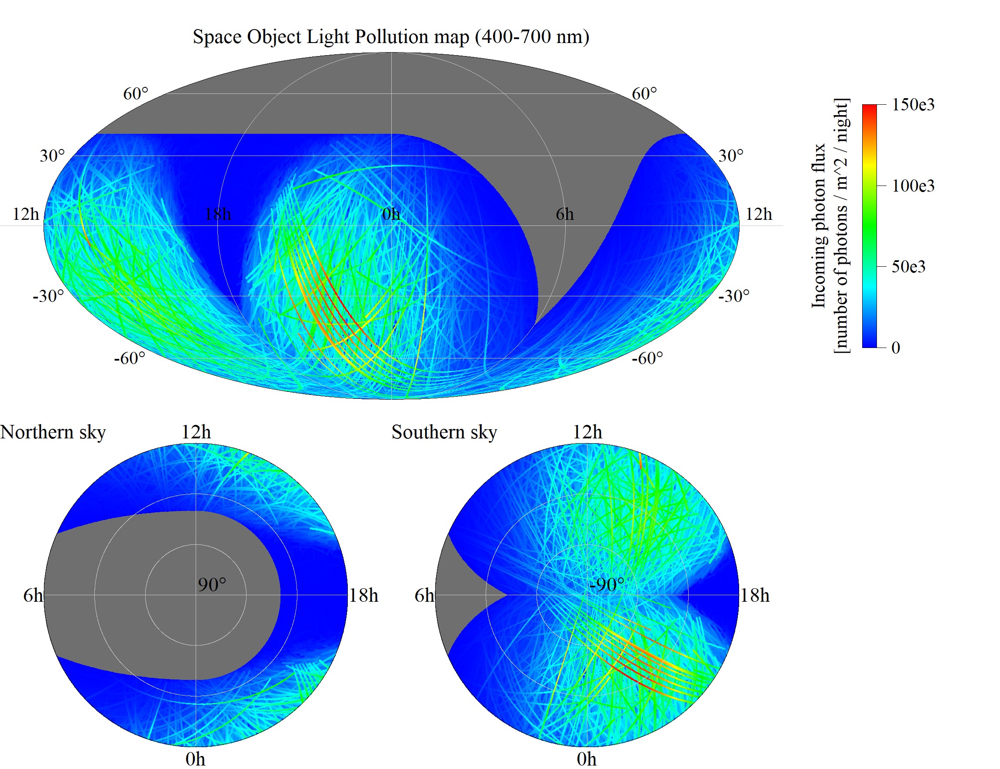 Space Object Light Pollution map (400-700 nm)
60°
60°
30°
30°
12h
18h
0h
6h
12h
-30°
-30°
-60°
-60°
Incoming photon flux
[number of photons / m^2 / night]
150e3
100e3
50e3
0
Northern sky
12h
90°
6h
18h
0h
Southern sky
12h
-90°
6h
18h
0h